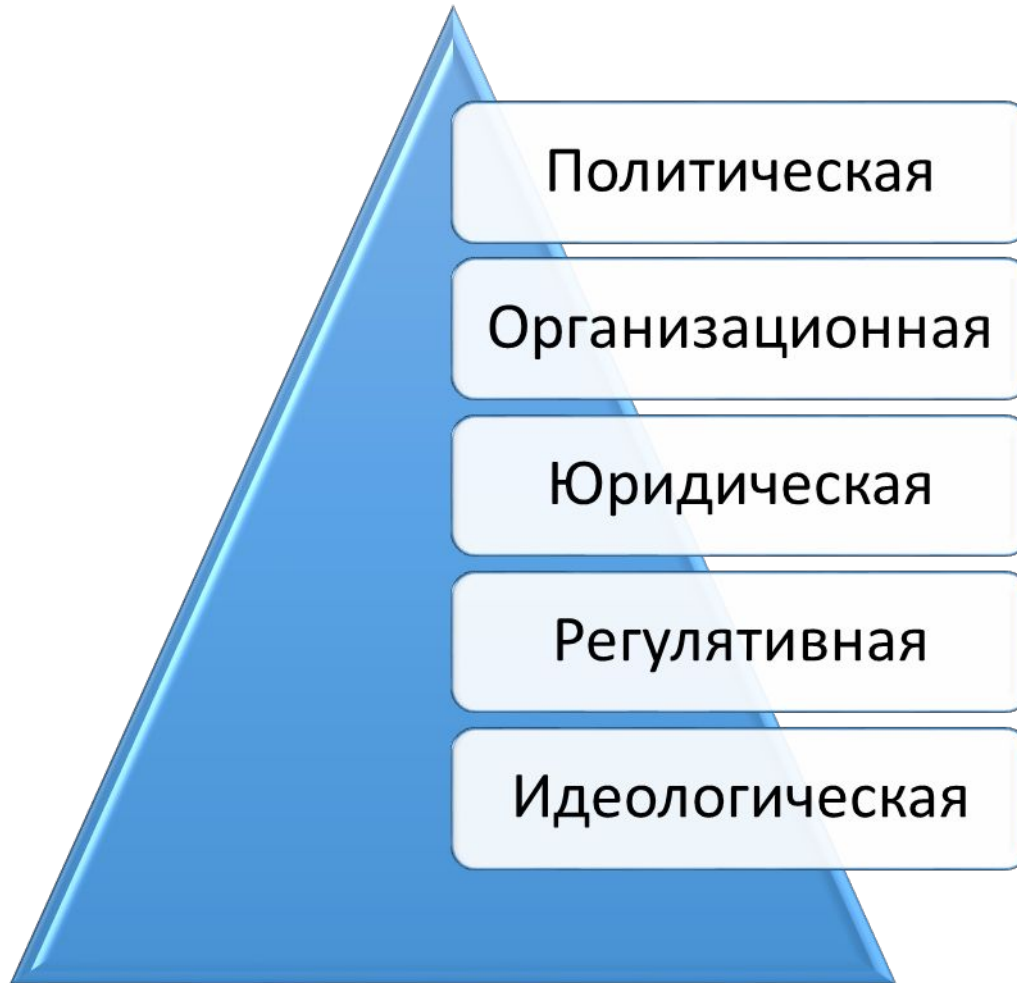 Политическая
Организационная
Юридическая
Регулятивная
Идеологическая